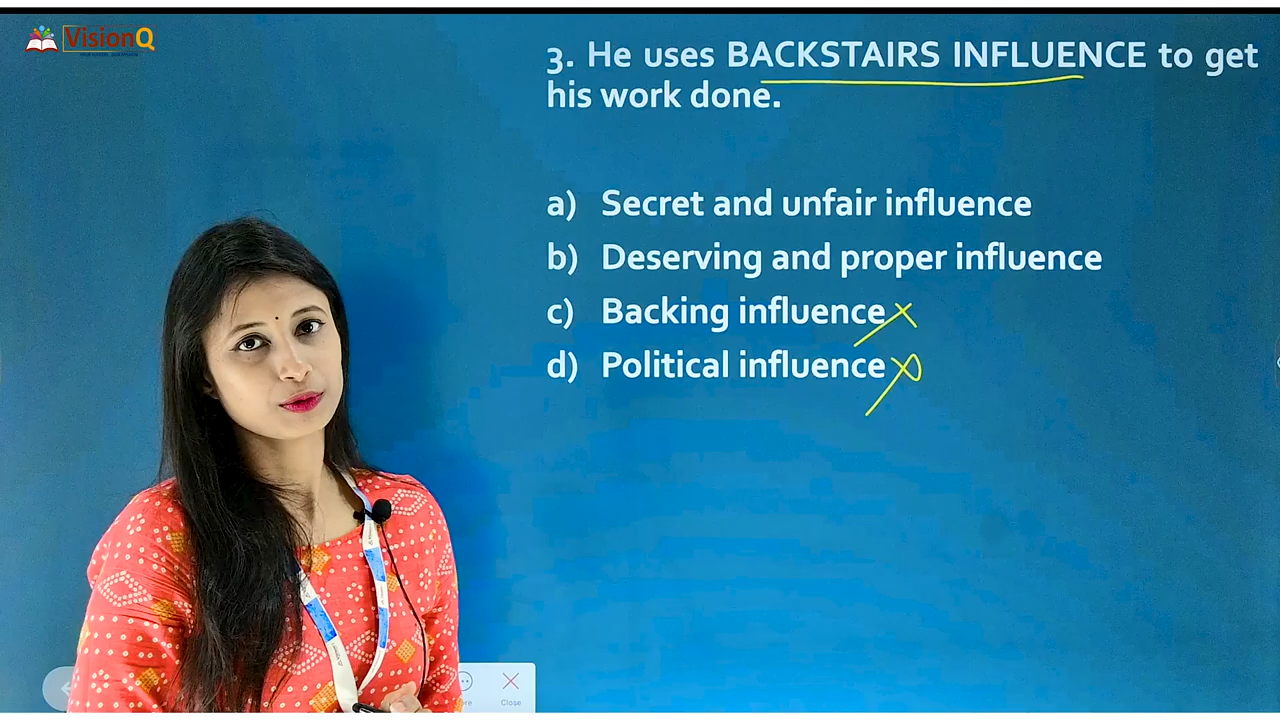 VisionQ
3. He uses BACKSTAIRS INFLUENCE to get
his work done.
a) Secret and unfair influence
b) Deserving and proper influence
c) Backing influence
d) Political influence
Close